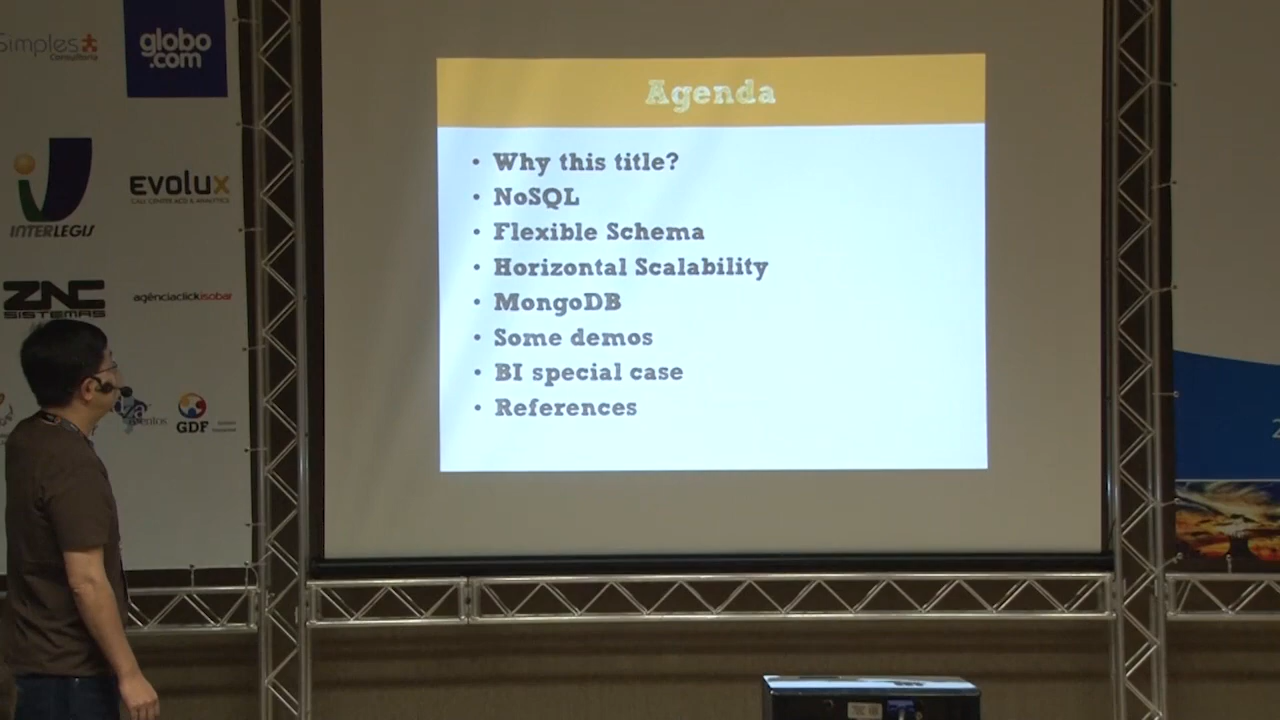 Simples
Consultoria
globo
.com
INTERLEGIS
EVOLUX
CALL CENTER ACD & ANALYTICS
ZNC
SISTEMAS
agênciaclickisobar
GDF
Agenda
• Why this title?
• NoSQL
• Flexible Schema
• Horizontal Scalability
• MongoDB
• Some demos
• BI special case
• References